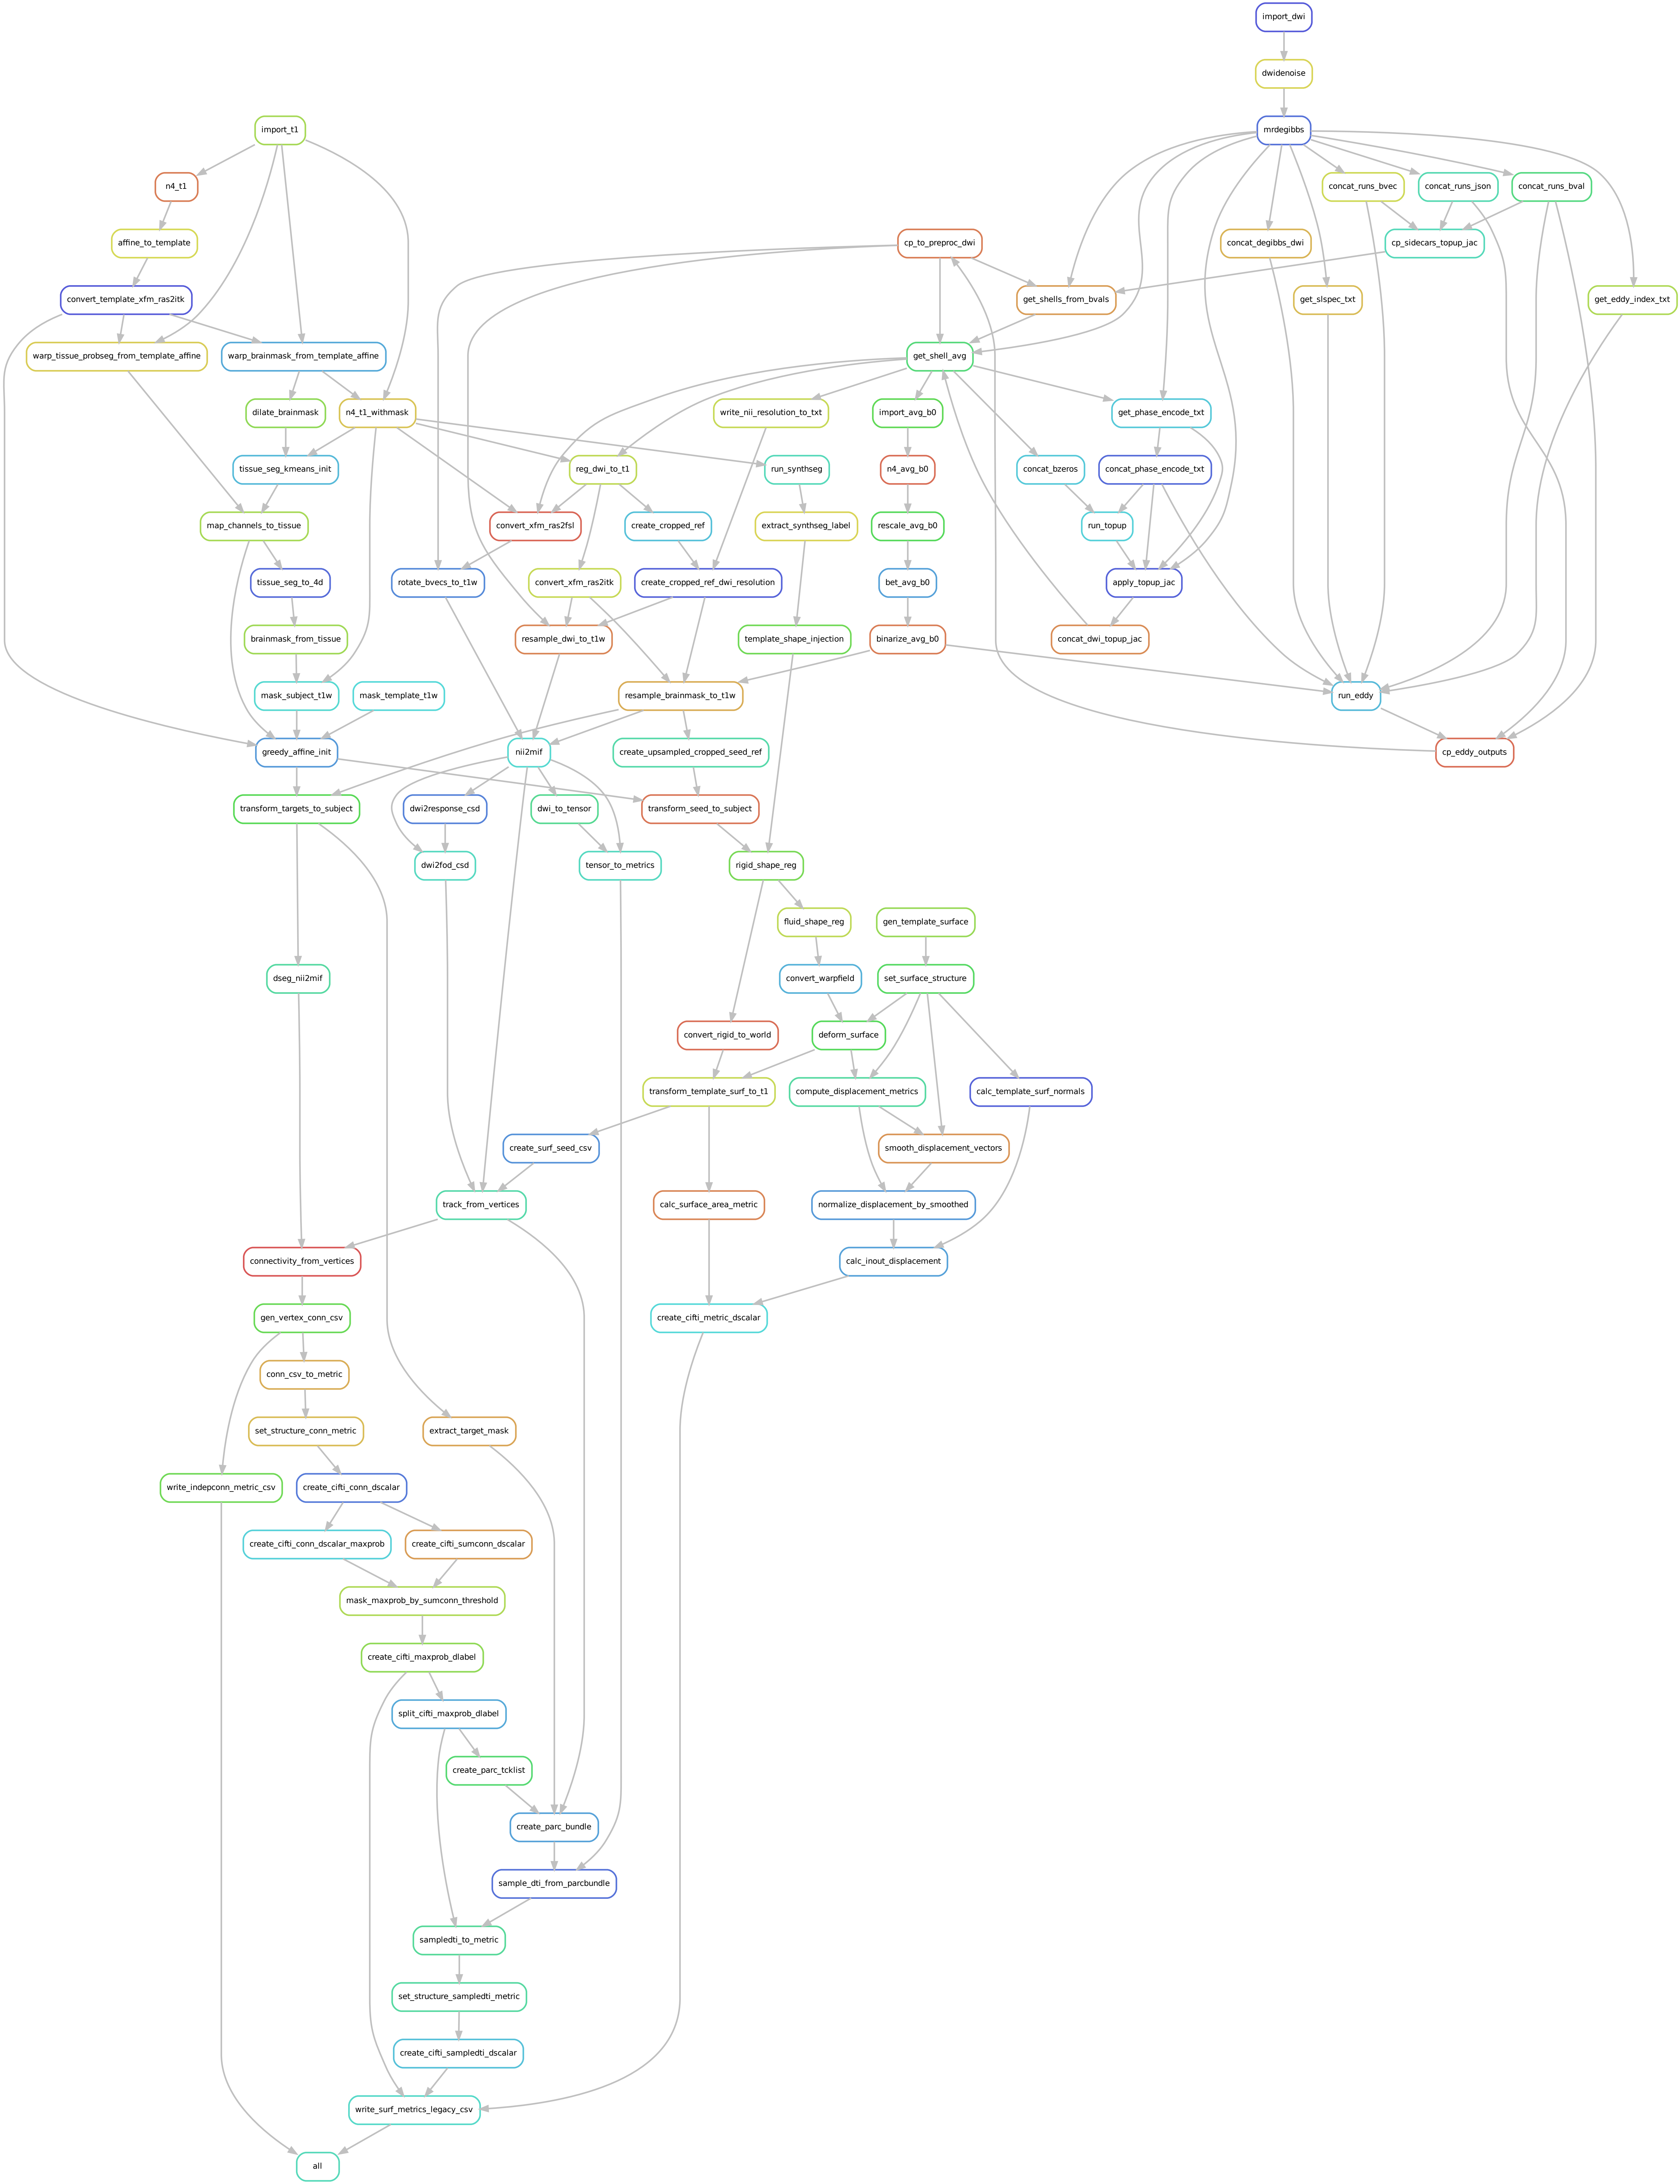 import_dwi
dwidenoise
import_t1
mrdegibbs
n4_t1
concat_runs_bvec
concat_runs_json
concat_runs_bval
affine_to_template
cp_to_preproc_dwi
concat_degibbs_dwi
cp_sidecars_topup_jac
convert_template_xfm_ras2itk
get_shells_from_bvals
get_slspec_txt
get_eddy_index_txt
warp_tissue_probseg_from_template_affine
warp_brainmask_from_template_affine
get_shell_avg
dilate_brainmask
n4_t1_withmask
write_nii_resolution_to_txt
import_avg_b0
get_phase_encode_txt
tissue_seg_kmeans_init
reg_dwi_to_t1
run_synthseg
n4_avg_b0
concat_bzeros
concat_phase_encode_txt
map_channels_to_tissue
convert_xfm_ras2fsl
create_cropped_ref
extract_synthseg_label
rescale_avg_b0
run_topup
tissue_seg_to_4d
rotate_bvecs_to_t1w
convert_xfm_ras2itk
create_cropped_ref_dwi_resolution
bet_avg_b0
apply_topup_jac
brainmask_from_tissue
resample_dwi_to_t1w
template_shape_injection
binarize_avg_b0
concat_dwi_topup_jac
mask_subject_t1w
mask_template_t1w
resample_brainmask_to_t1w
run_eddy
greedy_affine_init
nii2mif
create_upsampled_cropped_seed_ref
cp_eddy_outputs
transform_targets_to_subject
dwi2response_csd
dwi_to_tensor
transform_seed_to_subject
dwi2fod_csd
tensor_to_metrics
rigid_shape_reg
fluid_shape_reg
gen_template_surface
dseg_nii2mif
convert_warpfield
set_surface_structure
convert_rigid_to_world
deform_surface
transform_template_surf_to_t1
compute_displacement_metrics
calc_template_surf_normals
create_surf_seed_csv
smooth_displacement_vectors
track_from_vertices
calc_surface_area_metric
normalize_displacement_by_smoothed
connectivity_from_vertices
calc_inout_displacement
gen_vertex_conn_csv
create_cifti_metric_dscalar
conn_csv_to_metric
set_structure_conn_metric
extract_target_mask
write_indepconn_metric_csv
create_cifti_conn_dscalar
create_cifti_conn_dscalar_maxprob
create_cifti_sumconn_dscalar
mask_maxprob_by_sumconn_threshold
create_cifti_maxprob_dlabel
split_cifti_maxprob_dlabel
create_parc_tcklist
create_parc_bundle
sample_dti_from_parcbundle
sampledti_to_metric
set_structure_sampledti_metric
create_cifti_sampledti_dscalar
write_surf_metrics_legacy_csv
all